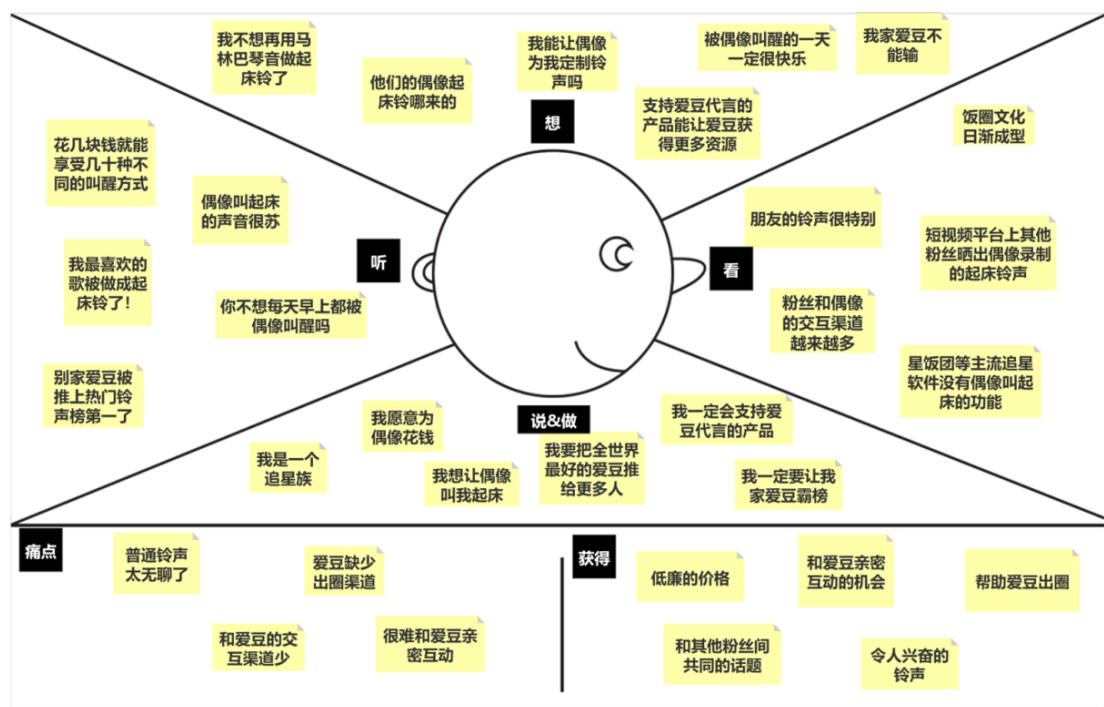 我不想再用马
林巴琴音做起
床铃了
他们的偶像起
床铃哪来的
我能让偶像
为我定制铃
声吗
被偶像叫醒的一天
一定很快乐
我家爱豆不
能输
支持爱豆代言的
产品能让爱豆获
得更多资源
想
花几块钱就能
享受几十种不
同的叫醒方式
偶像叫起床
的声音很苏
听
我最喜欢的
歌被做成起
床铃了！
你不想每天早上都被
偶像叫醒吗
别家爱豆被
推上热门铃
声榜第一了
饭圈文化
日渐成型
朋友的铃声很特别
看
短视频平台上其他
粉丝晒出偶像录制
的起床铃声
粉丝和偶像
的交互渠道
越来越多
星饭团等主流追星
软件没有偶像叫起
床的功能
说&做
我愿意为
偶像花钱
我是一个
追星族
我想让偶像
叫我起床
我要把全世界
最好的爱豆推
给更多人
我一定会支持爱
豆代言的产品
我一定要让我
家爱豆霸榜
痛点
普通铃声
太无聊了
爱豆缺少
出圈渠道
和爱豆的交
互渠道少
很难和爱豆亲
密互动
获得
低廉的价格
和爱豆亲密
互动的机会
帮助爱豆出圈
和其他粉丝间
共同的话题
令人兴奋的
铃声